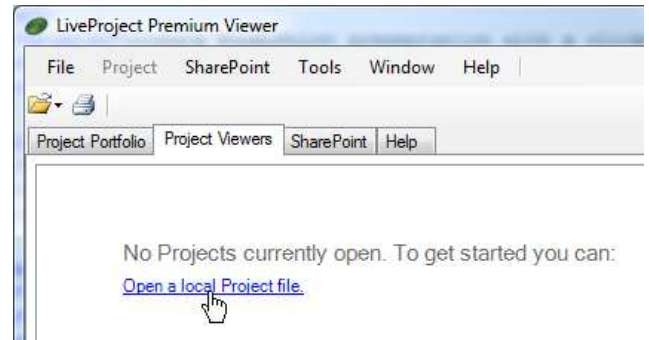 LiveProject Premium Viewer
File Project SharePoint Tools Window Help
Project Portfolio Project Viewers SharePoint Help
No Projects currently open. To get started you can:
Open a local Project file.